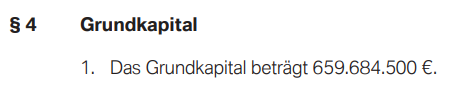 § 4 Grundkapital
1. Das Grundkapital beträgt 659.684.500 €.